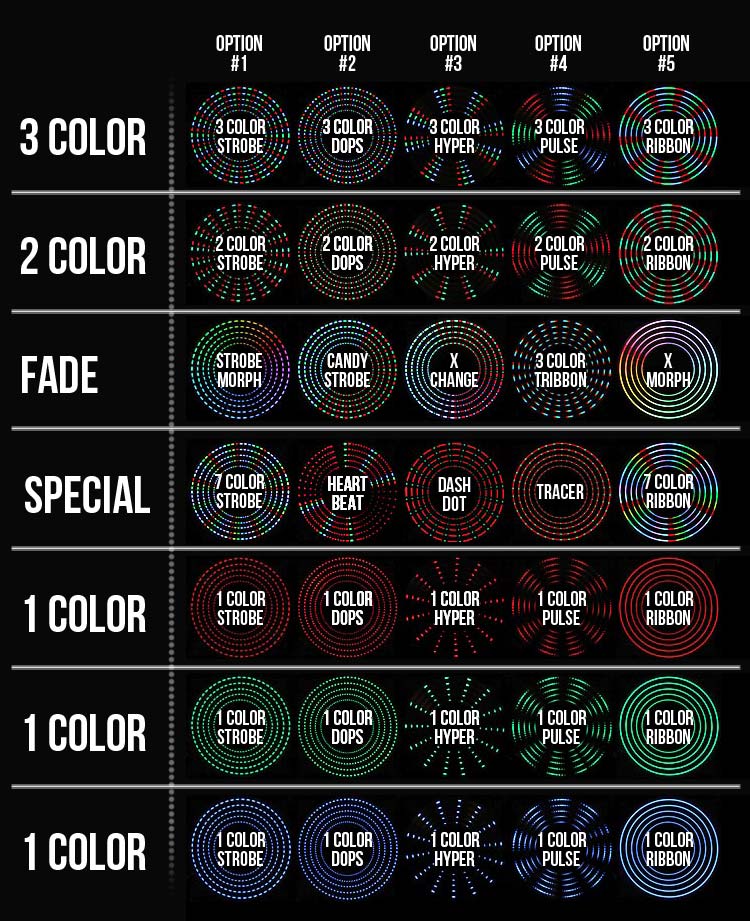 OPTION
#1
OPTION
#2
OPTION
#3
OPTION
#4
OPTION
#5
3 COLOR
3 COLOR
STROBE
3 COLOR
DOPS
3 COLOR
HYPER
3 COLOR
PULSE
3 COLOR
RIBBON
2 COLOR
2 COLOR
STROBE
2 COLOR
DOPS
2 COLOR
HYPER
2 COLOR
PULSE
2 COLOR
RIBBON
FADE
STROBE
MORPH
CANDY
STROBE
X
CHANGE
3 COLOR
TRIBBON
X
MORPH
SPECIAL
7 COLOR
STROBE
HEART
BEAT
DASH
DOT
TRACER
7 COLOR
RIBBON
1 COLOR
1 COLOR
STROBE
1 COLOR
DOPS
1 COLOR
HYPER
1 COLOR
PULSE
1 COLOR
RIBBON
1 COLOR
1 COLOR
STROBE
1 COLOR
DOPS
1 COLOR
HYPER
1 COLOR
PULSE
1 COLOR
RIBBON
1 COLOR
1 COLOR
STROBE
1 COLOR
DOPS
1 COLOR
HYPER
1 COLOR
PULSE
1 COLOR
RIBBON